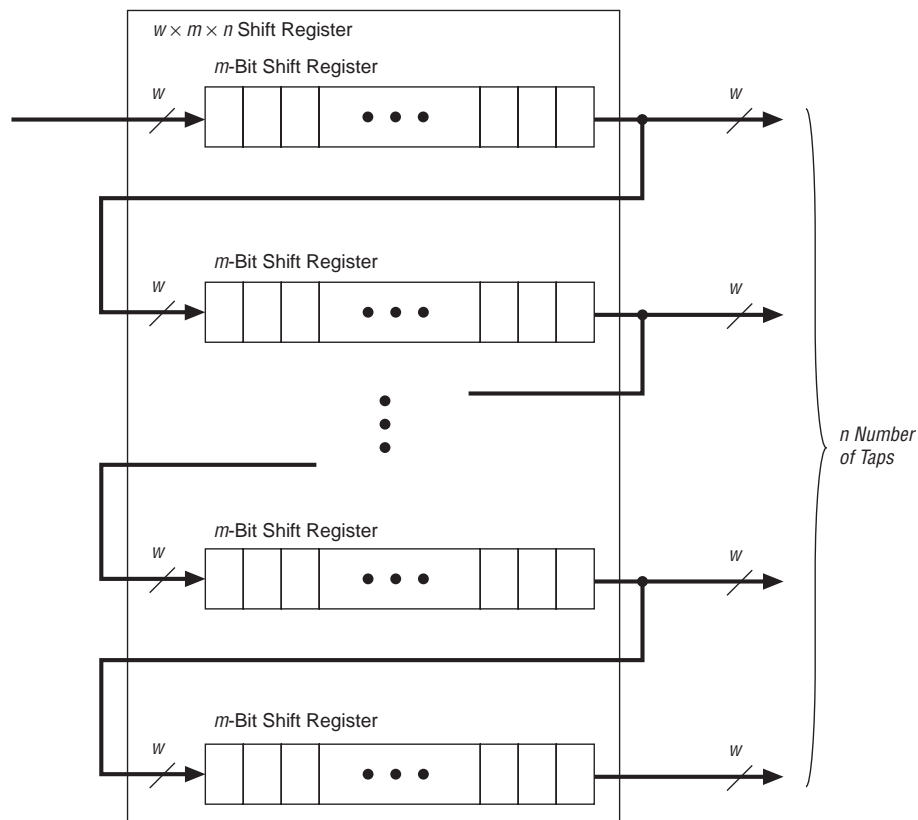 w × m × n Shift Register
m-Bit Shift Register
w
w
m-Bit Shift Register
w
w
n Number
of Taps
m-Bit Shift Register
w
w
m-Bit Shift Register
w
w